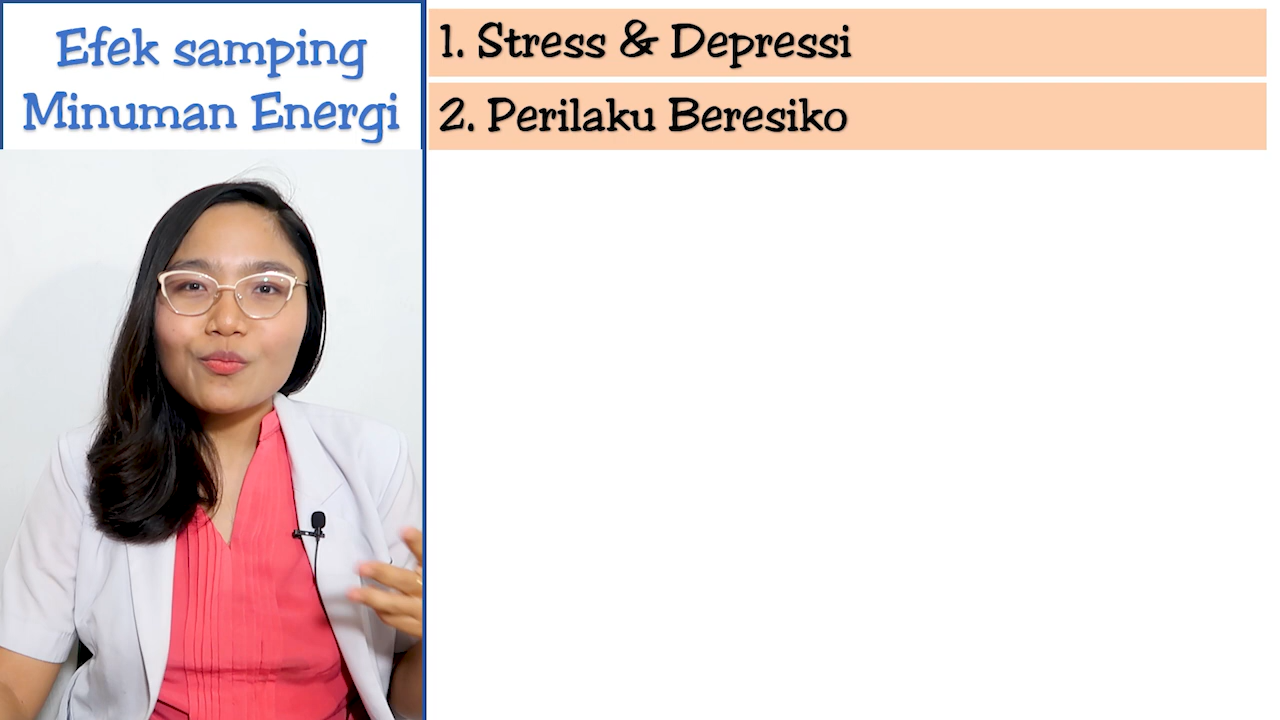 Efek samping
Minuman Energi
1. Stress & Depressi
2. Perilaku Beresiko